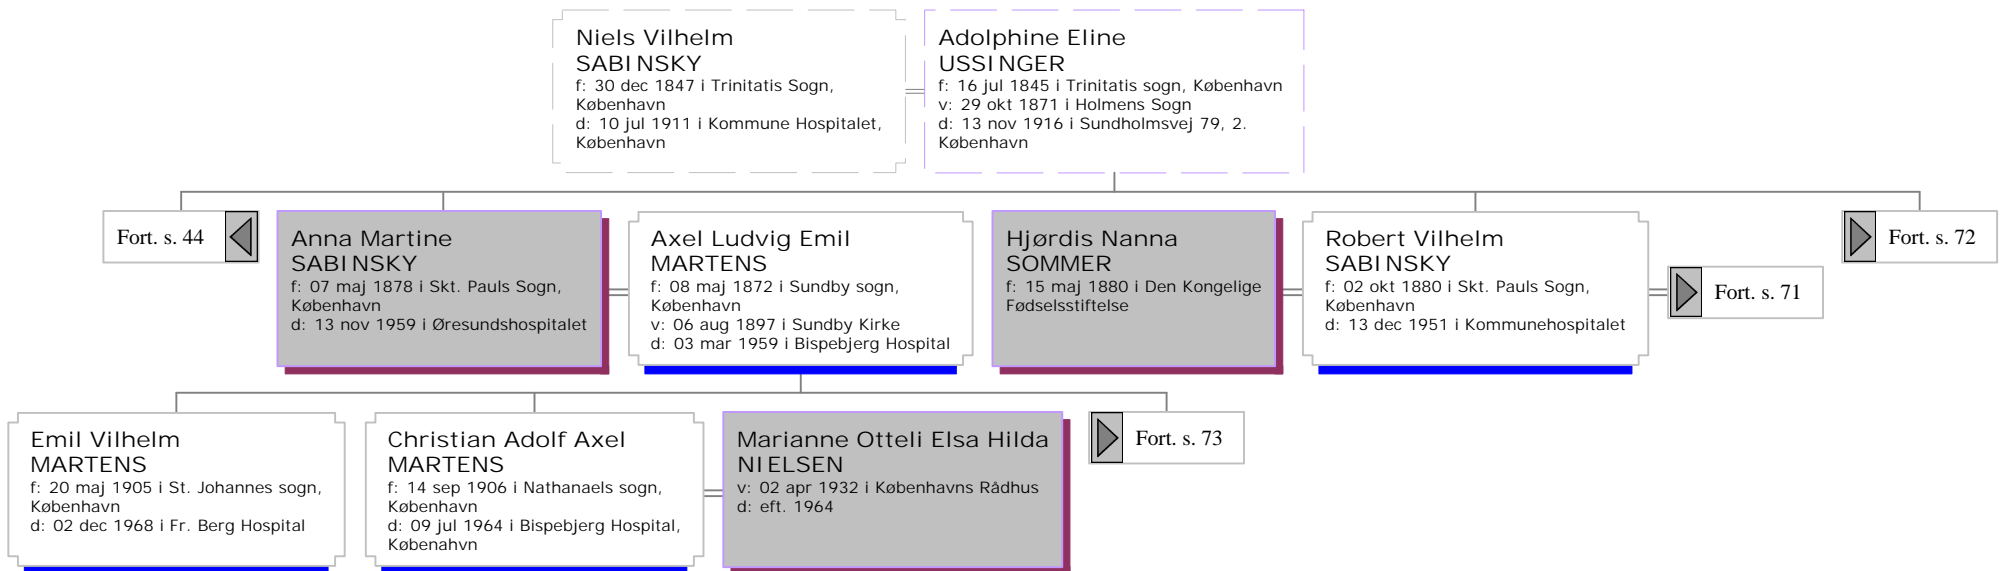 Niels Vilhelm
SABINSKY
f: 30 dec 1847 i Trinitatis Sogn,
København
d: 10 jul 1911 i Kommune Hospitalet,
København
Adolphine Eline
USSINGER
f: 16 jul 1845 i Trinitatis sogn, København
v: 29 okt 1871 i Holmens Sogn
d: 13 nov 1916 i Sundholmsvej 79, 2.
København
Fort. s. 44
Anna Martine
SABINSKY
f: 07 maj 1878 i Skt. Pauls Sogn,
København
d: 13 nov 1959 i Øresundshospitalet
Axel Ludvig Emil
MARTENS
f: 08 maj 1872 i Sundby sogn,
København
v: 06 aug 1897 i Sundby Kirke
d: 03 mar 1959 i Bispebjerg Hospital
Hjørdis Nanna
SOMMER
f: 15 maj 1880 i Den Kongelige
Fødselsstiftelse
Robert Vilhelm
SABINSKY
f: 02 okt 1880 i Skt. Pauls Sogn,
København
d: 13 dec 1951 i Kommunehospitalet
Fort. s. 71
Fort. s. 72
Emil Vilhelm
MARTENS
f: 20 maj 1905 i St. Johannes sogn,
København
d: 02 dec 1968 i Fr. Berg Hospital
Christian Adolf Axel
MARTENS
f: 14 sep 1906 i Nathanaels sogn,
København
d: 09 jul 1964 i Bispebjerg Hospital,
Københahvn
Marianne Otteli Elsa Hilda
NIELSEN
v: 02 apr 1932 i Københavns Rådhus
d: eft. 1964
Fort. s. 73